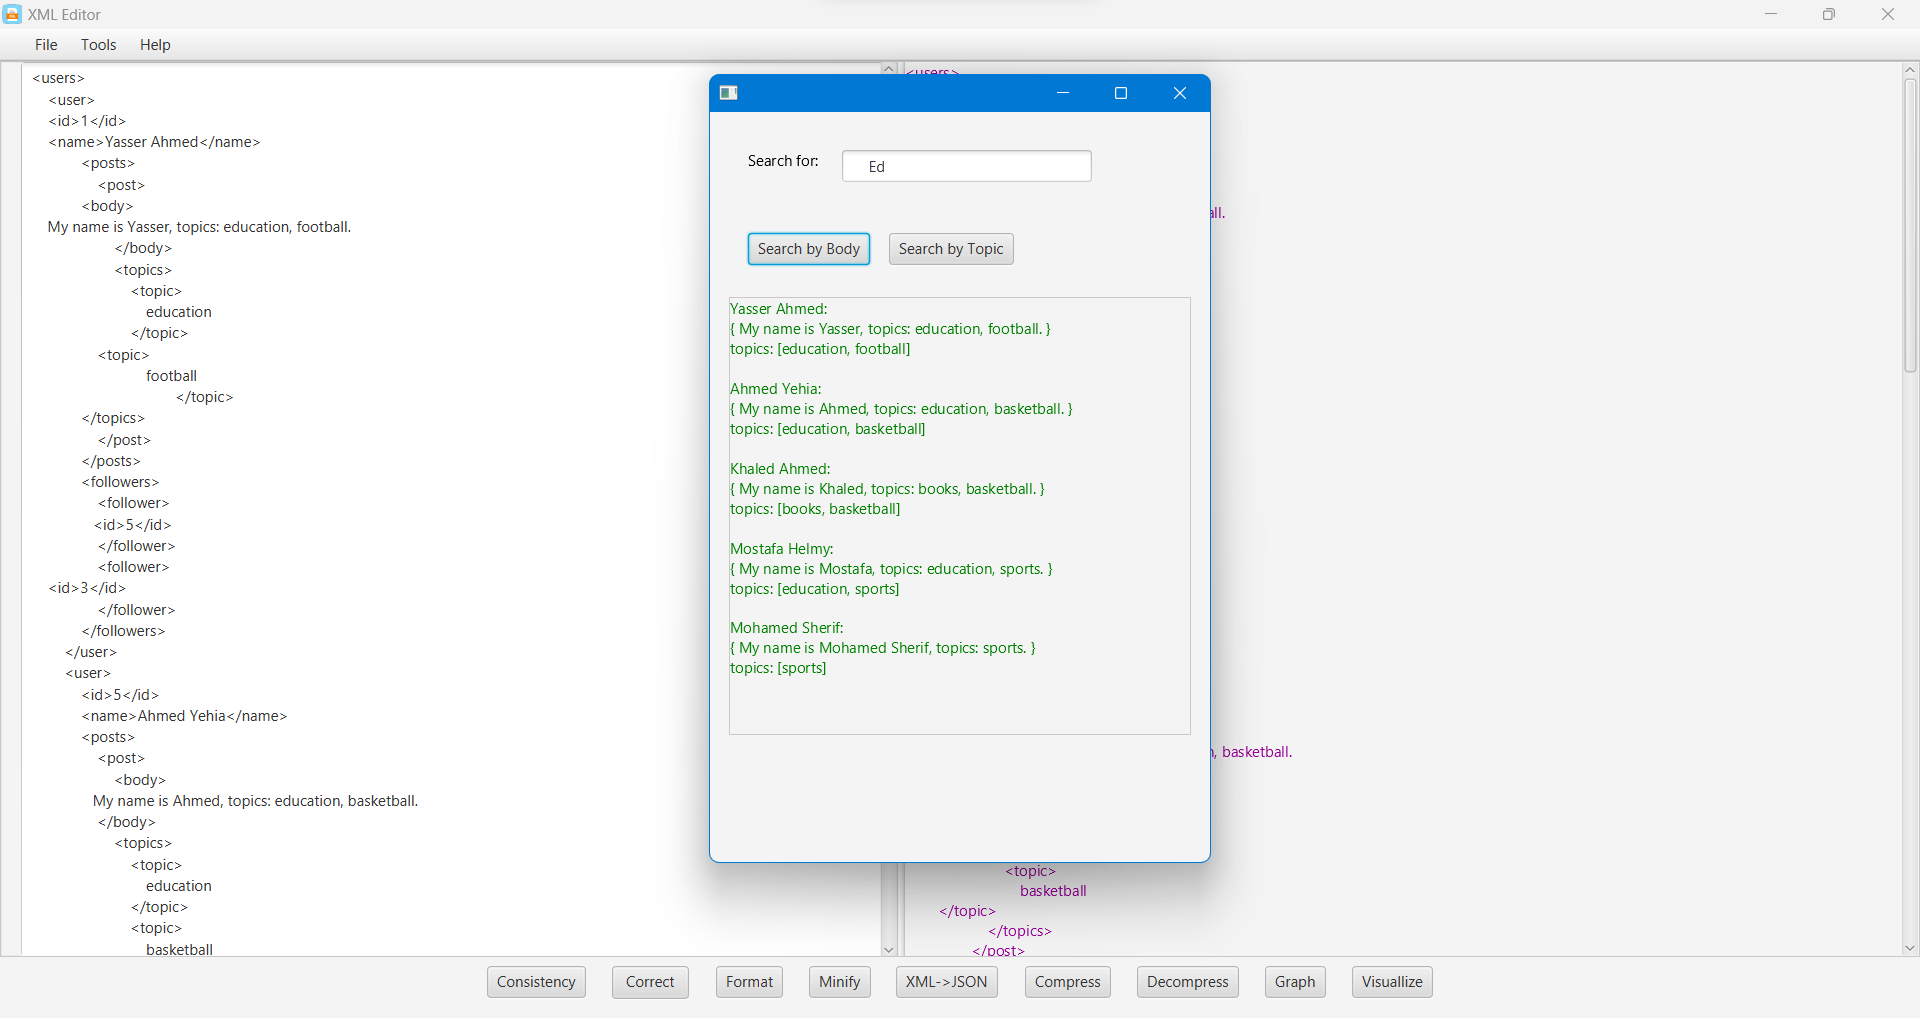 XML Editor
File Tools Help
<users>
<user>
<id>1</id>
<name>Yasser Ahmed</name>
<posts>
<post>
<body>
My name is Yasser, topics: education, football.
</body>
<topics>
<topic>
education
</topic>
<topic>
football
</topic>
</topics>
</post>
</posts>
<followers>
<follower>
<id>5</id>
</follower>
<follower>
<id>3</id>
</follower>
</followers>
</user>
<user>
<id>5</id>
<name>Ahmed Yehia</name>
<posts>
<post>
<body>
My name is Ahmed, topics: education, basketball.
</body>
<topics>
<topic>
education
</topic>
<topic>
basketball
<users>
Search for:
Ed
Search by Body
Search by Topic
Yasser Ahmed:
{ My name is Yasser, topics: education, football. }
topics: [education, football]
Ahmed Yehia:
{ My name is Ahmed, topics: education, basketball. }
topics: [education, basketball]
Khaled Ahmed:
{ My name is Khaled, topics: books, basketball. }
topics: [books, basketball]
Mostafa Helmy:
{ My name is Mostafa, topics: education, sports. }
topics: [education, sports]
Mohamed Sherif:
{ My name is Mohamed Sherif, topics: sports. }
topics: [sports]
, basketball.
<topic>
basketball
</topic>
</topics>
</post>
Consistency
Correct
Format
Minify
XML->JSON
Compress
Decompress
Graph
Visuallize